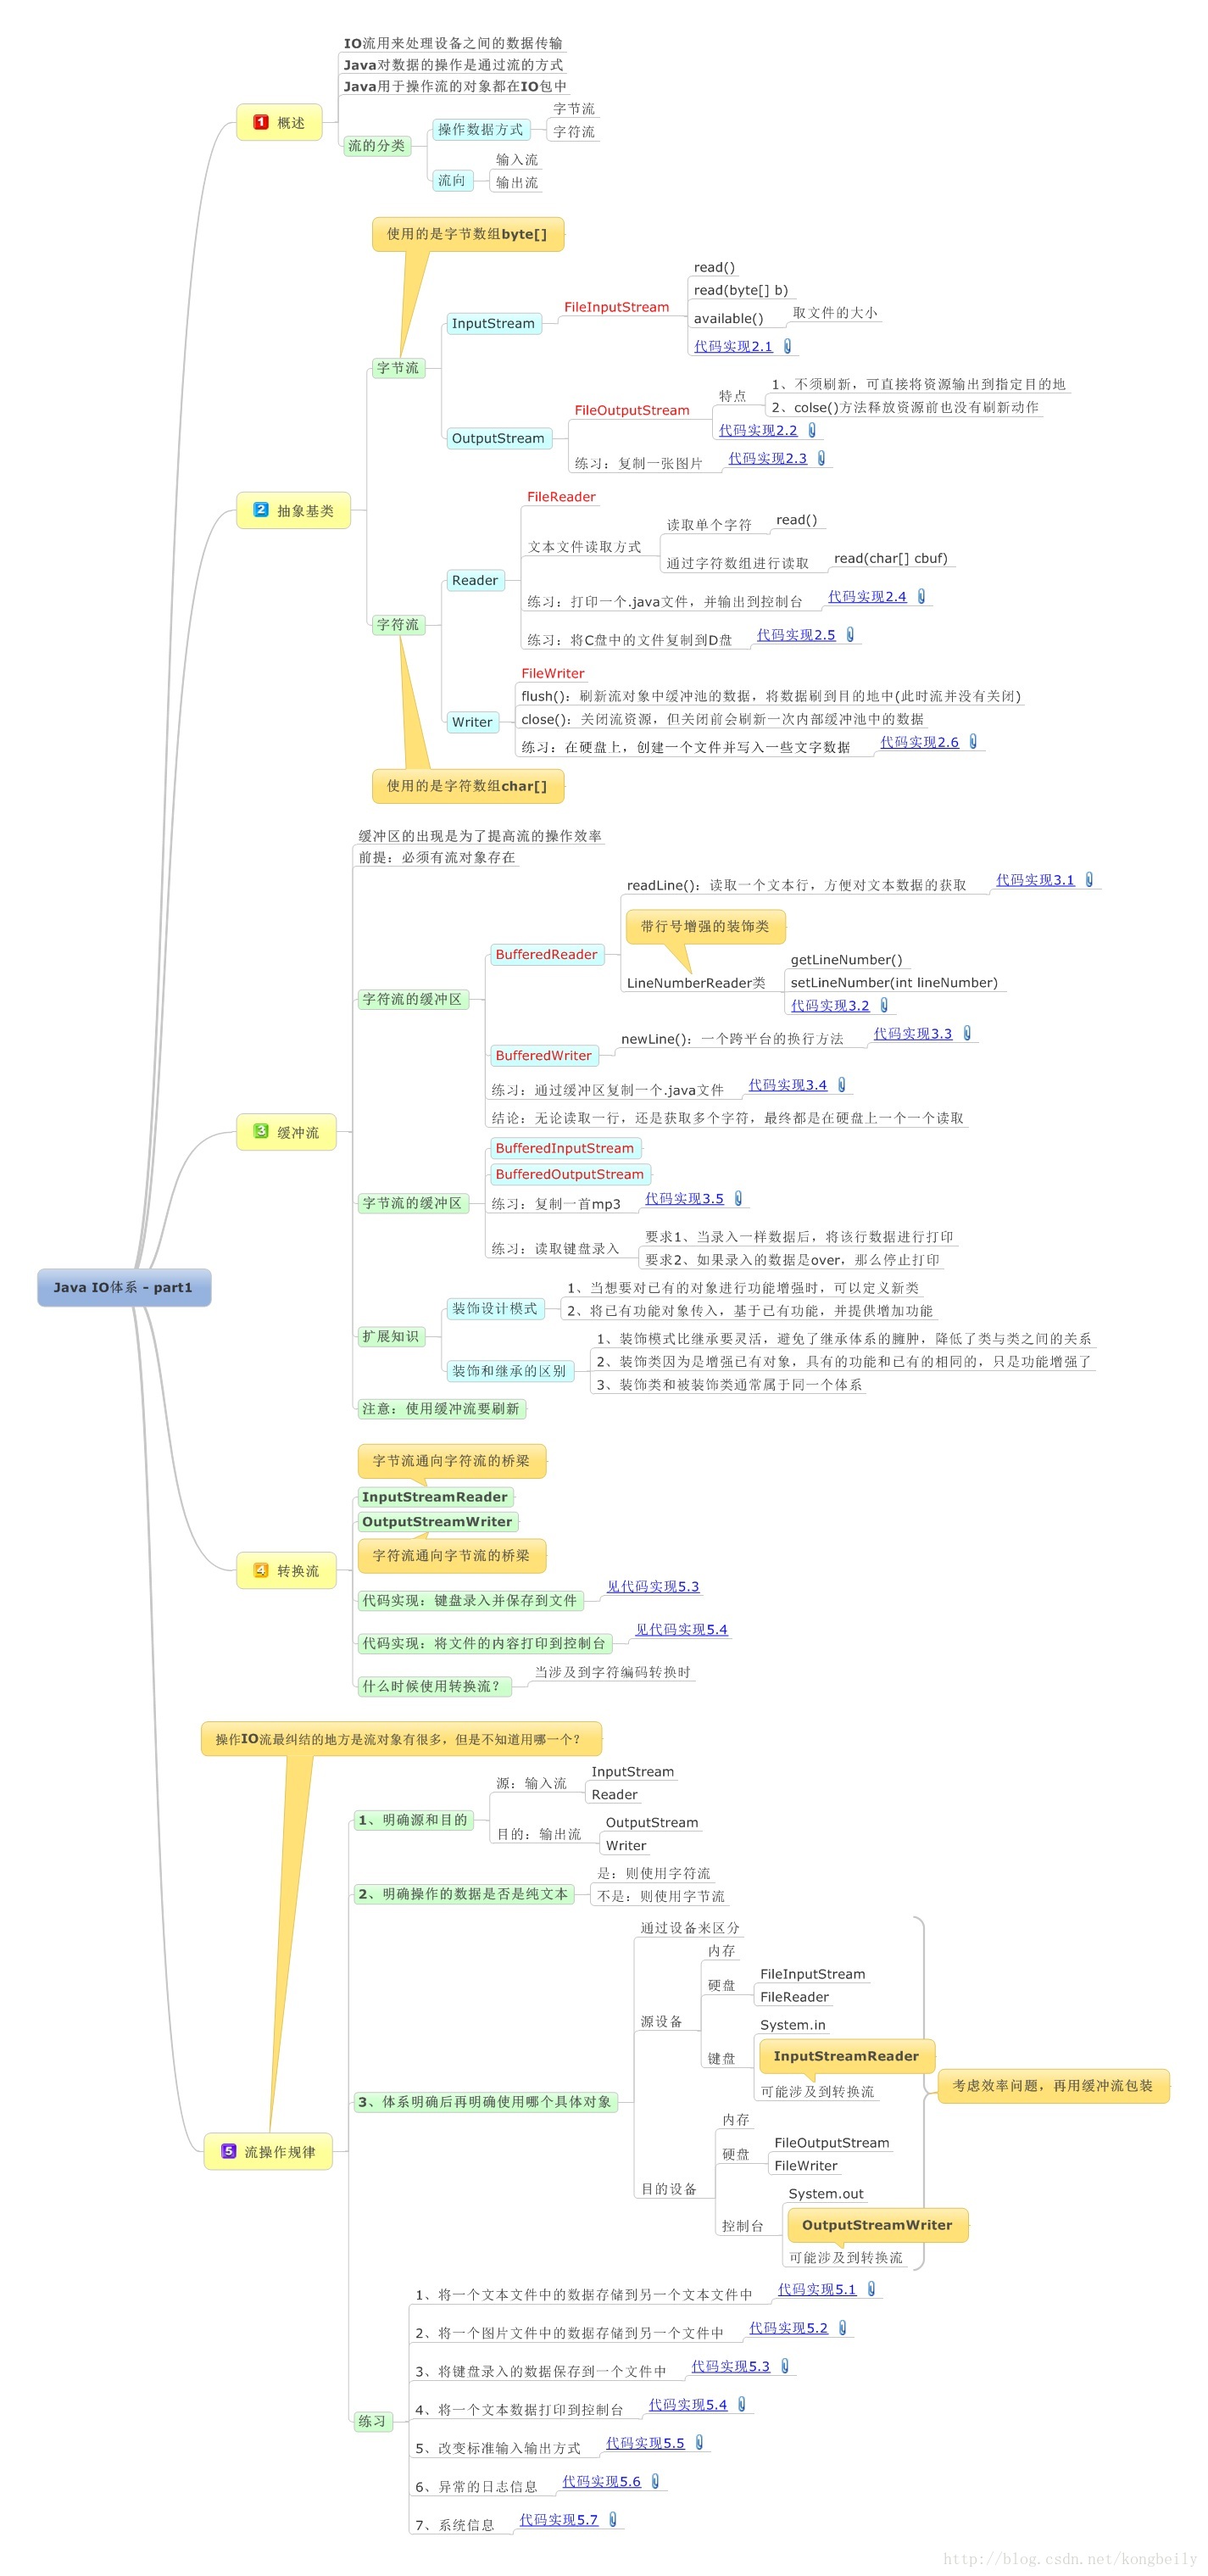 IO流用来处理设备之间的数据传输
Java对数据的操作是通过流的方式
Java用于操作流的对象都在IO包中
1 概述
流的分类
操作数据方式
字节流
字符流
流向
输入流
输出流
使用的是字节数组byte[]
read()
read(byte[] b)
FileInputStream
InputStream
available()
取文件的大小
代码实现2.1
字节流
1、不须刷新，可直接将资源输出到指定目的地
特点
2、colse()方法释放资源前也没有刷新动作
FileOutputStream
代码实现2.2
OutputStream
练习：复制一张图片
代码实现2.3
2 抽象基类
FileReader
读取单个字符
read()
文本文件读取方式
通过字符数组进行读取
read(char[] cbuf)
Reader
练习：打印一个.java文件，并输出到控制台
代码实现2.4
字符流
练习：将C盘中的文件复制到D盘
代码实现2.5
FileWriter
flush()：刷新流对象中缓冲池的数据，将数据刷到目的地中(此时流并没有关闭)
Writer
close()：关闭流资源，但关闭前会刷新一次内部缓冲池中的数据
练习：在硬盘上，创建一个文件并写入一些文字数据
代码实现2.6
使用的是字符数组char[]
缓冲区的出现是为了提高流的操作效率
前提：必须有流对象存在
readLine()：读取一个文本行，方便对文本数据的获取
代码实现3.1
带行号增强的装饰类
BufferedReader
getLineNumber()
LineNumberReader类
setLineNumber(int lineNumber)
代码实现3.2
字符流的缓冲区
newLine()：一个跨平台的换行方法
代码实现3.3
BufferedWriter
练习：通过缓冲区复制一个.java文件
代码实现3.4
结论：无论读取一行，还是获取多个字符，最终都是在硬盘上一个一个读取
3 缓冲流
BufferedInputStream
BufferedOutputStream
字节流的缓冲区
练习：复制一首mp3
代码实现3.5
练习：读取键盘录入
要求1、当录入一样数据后，将该行数据进行打印
要求2、如果录入的数据是over，那么停止打印
Java IO体系 - part1
装饰设计模式
1、当想要对已有的对象进行功能增强时，可以定义新类
2、将已有功能对象传入，基于已有功能，并提供增加功能
扩展知识
装饰和继承的区别
1、装饰模式比继承要灵活，避免了继承体系的臃肿，降低了类与类之间的关系
2、装饰类因为是增强已有对象，具有的功能和已有的相同的，只是功能增强了
3、装饰类和被装饰类通常属于同一个体系
注意：使用缓冲流要刷新
字节流通向字符流的桥梁
InputStreamReader
OutputStreamWriter
字符流通向字节流的桥梁
4 转换流
代码实现：键盘录入并保存到文件
见代码实现5.3
代码实现：将文件的内容打印到控制台
见代码实现5.4
什么时候使用转换流？
当涉及到字符编码转换时
操作IO流最纠结的地方是流对象有很多，但是不知道用哪一个？
1、明确源和目的
源：输入流
InputStream
Reader
目的：输出流
OutputStream
Writer
2、明确操作的数据是否是纯文本
是：则使用字符流
不是：则使用字节流
通过设备来区分
内存
硬盘
FileInputStream
FileReader
源设备
System.in
键盘
InputStreamReader
可能涉及到转换流
3、体系明确后再明确使用哪个具体对象
考虑效率问题，再用缓冲流包装
内存
硬盘
FileOutputStream
FileWriter
目的设备
System.out
控制台
OutputStreamWriter
可能涉及到转换流
5 流操作规律
1、将一个文本文件中的数据存储到另一个文本文件中
代码实现5.1
2、将一个图片文件中的数据存储到另一个文件中
代码实现5.2
3、将键盘录入的数据保存到一个文件中
代码实现5.3
4、将一个文本数据打印到控制台
代码实现5.4
练习
5、改变标准输入输出方式
代码实现5.5
6、异常的日志信息
代码实现5.6
7、系统信息
代码实现5.7
http://blog.csdn.net/kongbeily